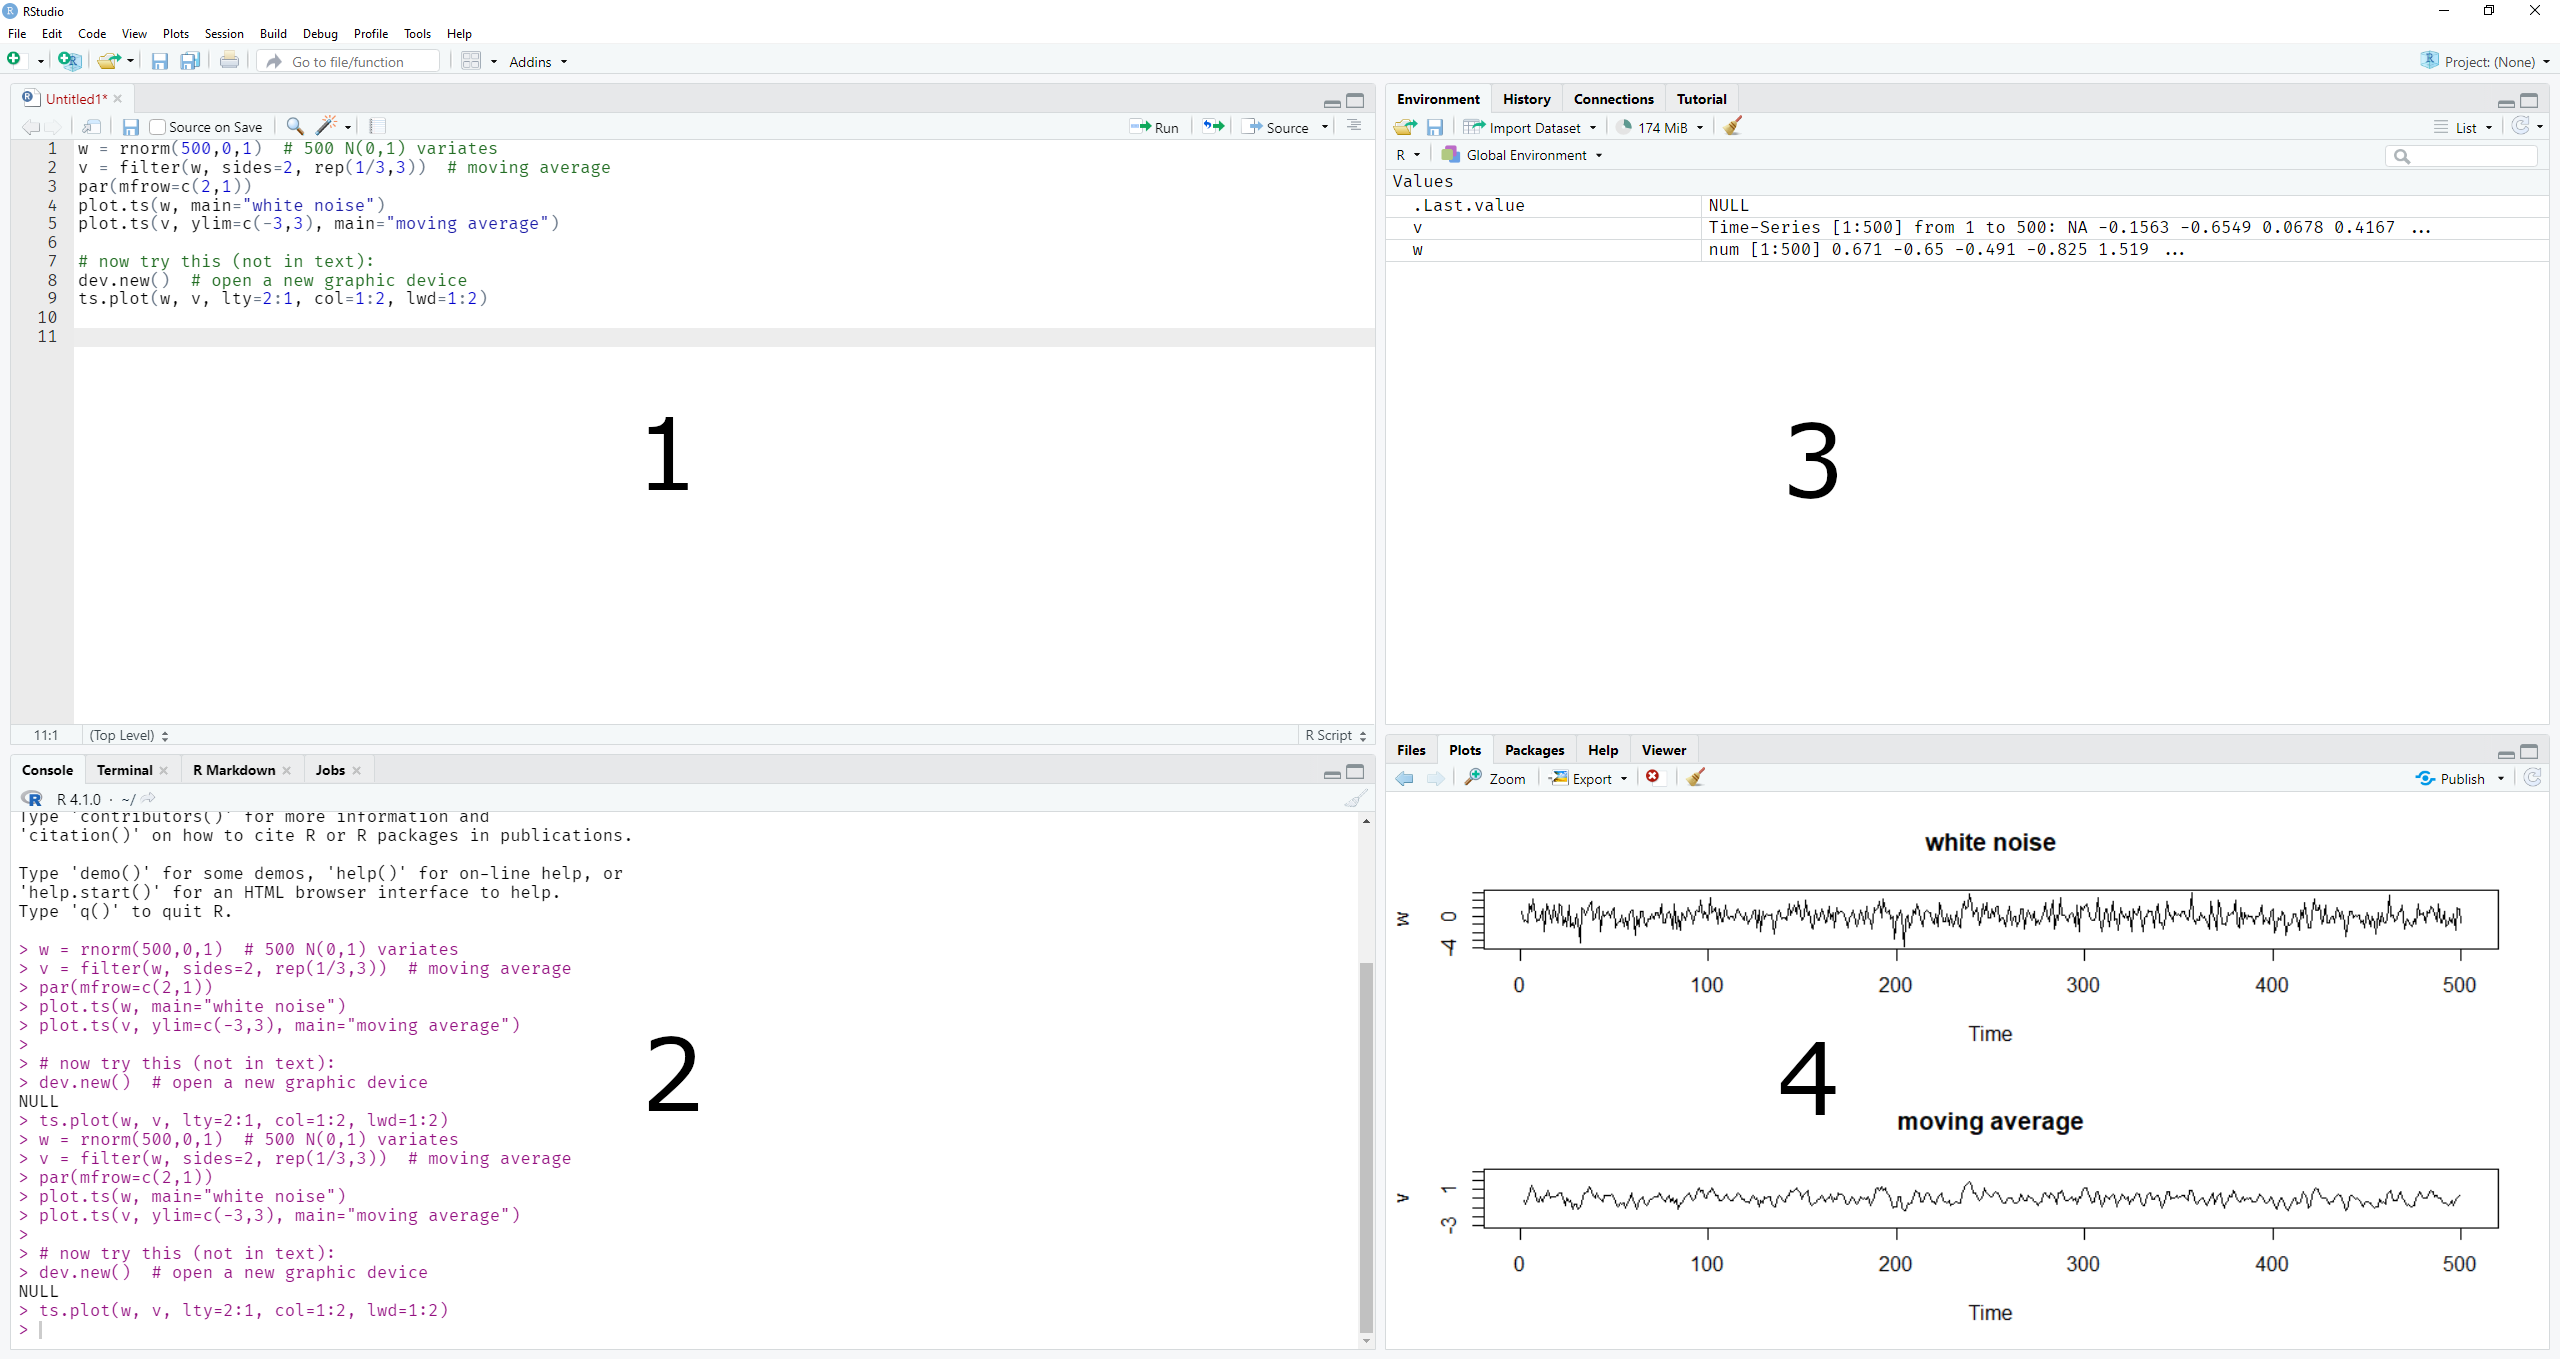 RStudio
File Edit Code View Plots Session Build Debug Profile Tools Help
Go to file/function Addins Project: (None)
Untitled1*
Source on Save Run Source
1 w = rnorm(500,0,1)  # 500 N(0,1) variates
2 v = filter(w, sides=2, rep(1/3,3))  # moving average
3 par(mfrow=c(2,1))
4 plot.ts(w, main="white noise")
5 plot.ts(v, ylim=c(-3,3), main="moving average")
6
7 # now try this (not in text):
8 dev.new()  # open a new graphic device
9 ts.plot(w, v, lty=2:1, col=1:2, lwd=1:2)
10
11
1
11:1 (Top Level) R Script
Console Terminal R Markdown Jobs
R 4.1.0 · ~/
Type 'contributors()' for more information and
'citation()' on how to cite R or R packages in publications.
Type 'demo()' for some demos, 'help()' for on-line help, or
'help.start()' for an HTML browser interface to help.
Type 'q()' to quit R.
> w = rnorm(500,0,1)  # 500 N(0,1) variates
> v = filter(w, sides=2, rep(1/3,3))  # moving average
> par(mfrow=c(2,1))
> plot.ts(w, main="white noise")
> plot.ts(v, ylim=c(-3,3), main="moving average")
>
> # now try this (not in text):
> dev.new()  # open a new graphic device
NULL
> ts.plot(w, v, lty=2:1, col=1:2, lwd=1:2)
> w = rnorm(500,0,1)  # 500 N(0,1) variates
> v = filter(w, sides=2, rep(1/3,3))  # moving average
> par(mfrow=c(2,1))
> plot.ts(w, main="white noise")
> plot.ts(v, ylim=c(-3,3), main="moving average")
>
> # now try this (not in text):
> dev.new()  # open a new graphic device
NULL
> ts.plot(w, v, lty=2:1, col=1:2, lwd=1:2)
>
2
Environment History Connections Tutorial
Import Dataset 174 MiB List
R Global Environment
Values
.Last.value NULL
v Time-Series [1:500] from 1 to 500: NA -0.1563 -0.6549 0.0678 0.4167 ...
w num [1:500] 0.671 -0.65 -0.491 -0.825 1.519 ...
3
Files Plots Packages Help Viewer
Zoom Export Publish
white noise
w
0
-4
0 100 200 300 400 500
Time
4
moving average
v
1
-3
0 100 200 300 400 500
Time